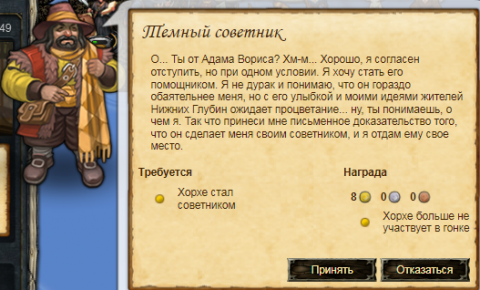 49
Темный советник
О... Ты от Адама Вориса? Хм-м... Хорошо, я согласен
отступить, но при одном условии. Я хочу стать его
помощником. Я не дурак и понимаю, что он гораздо
обаятельнее меня, но с его улыбкой и моими идеями жителей
Нижних Глубин ожидает процветание... ну, ты понимаешь, о
чем я. Так что принеси мне письменное доказательство того,
что он сделает меня своим советником, и я отдам ему свое
место.
Требуется
Хорхе стал
советником
Награда
8 0 0
Хорхе больше не
участвует в гонке
Принять
Отказаться